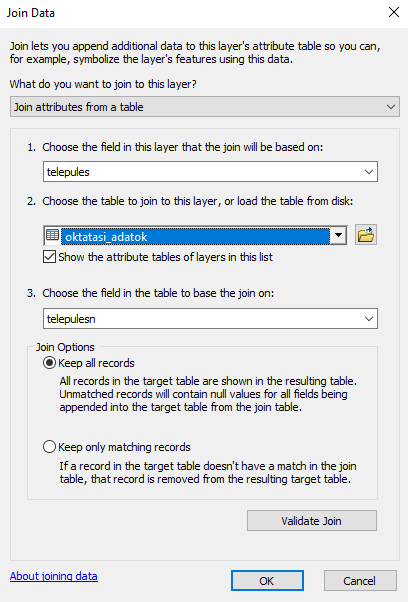 Join Data
Join lets you append additional data to this layer's attribute table so you can,
for example, symbolize the layer's features using this data.
What do you want to join to this layer?
Join attributes from a table
1. Choose the field in this layer that the join will be based on:
telepules
2. Choose the table to join to this layer, or load the table from disk:
oktatasi_adatok
Show the attribute tables of layers in this list
3. Choose the field in the table to base the join on:
telepulesn
Join Options
Keep all records
All records in the target table are shown in the resulting table.
Unmatched records will contain null values for all fields being
appended into the target table from the join table.
Keep only matching records
If a record in the target table doesn't have a match in the join
table, that record is removed from the resulting target table.
Validate Join
About joining data
OK
Cancel